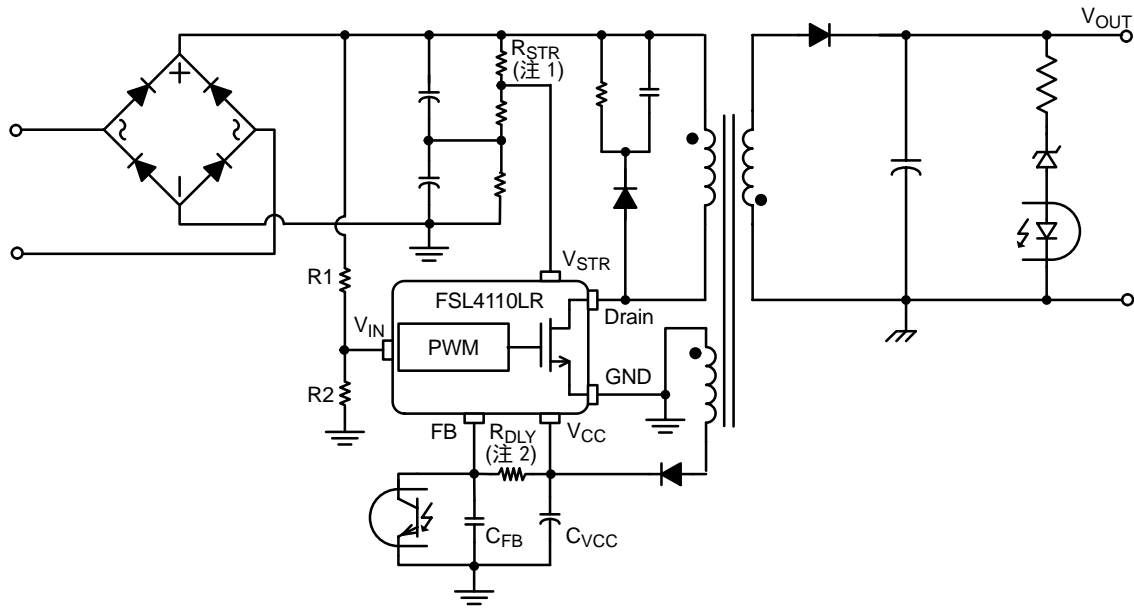 VOUT
RSTR
(注 1)
+
−
R1
VSTR
FSL4110LR
Drain
VIN
PWM
GND
R2
FB
RDLY
(注 2)
VCC
CFB
CVCC